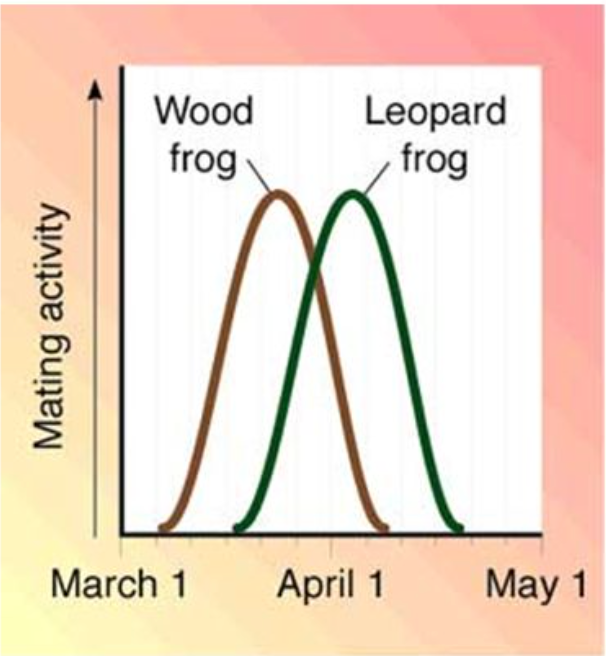 Wood
frog
Leopard
frog
Mating activity
March 1
April 1
May 1